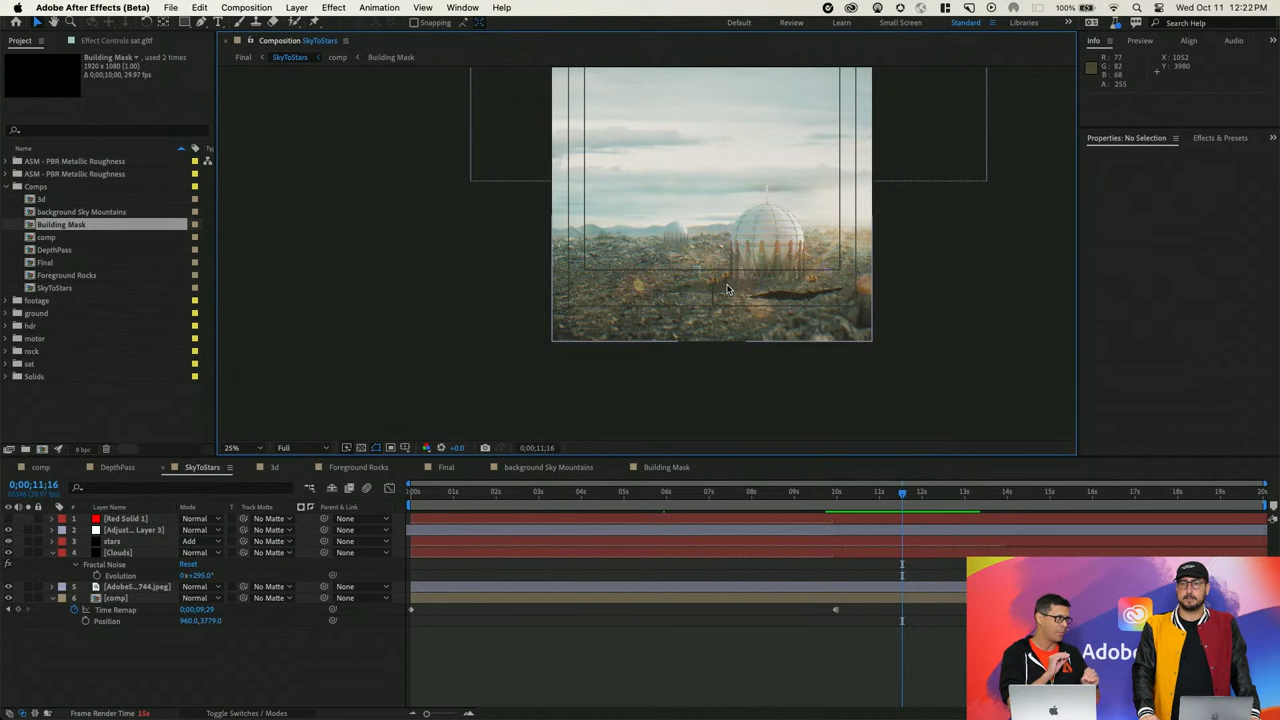 Adobe After Effects (Beta) File Edit Composition Layer Effect Animation View Window Help 100% Wed Oct 11 12:22 PM
Snapping Default Review Learn Small Screen Standard Libraries Search Help
Project Effect Controls sat.gltf Composition SkyToStars Info Preview Align Audio
Building Mask , used 2 times
1920 x 1080 (1.00)
Δ 0;00;10;00, 29.97 fps
Final SkyToStars comp Building Mask
R: 77
G: 82
B: 68
A: 255
X: 1052
Y: 3980
Properties: No Selection Effects & Presets
Name
ASM - PBR Metallic Roughness
ASM - PBR Metallic Roughness
Comps
3d
background Sky Mountains
Building Mask
comp
DepthPass
Final
Foreground Rocks
SkyToStars
footage
ground
hdr
motor
rock
sat
Solids
8 bpc 25% Full +0.0 0;00;11;16
comp DepthPass SkyToStars 3d Foreground Rocks Final background Sky Mountains Building Mask
0;00;11;16
00346 (29.97 fps)
:00s 01s 02s 03s 04s 05s 06s 07s 08s 09s 10s 11s 12s 13s 14s 15s 16s 17s 18s 19s 20s
# Layer Name Mode T Track Matte Parent & Link
1 [Red Solid 1] Normal No Matte None
2 [Adjust... Layer 3] Normal No Matte None
3 stars Add No Matte None
4 [Clouds] Normal No Matte None
Fractal Noise Reset
Evolution 0x+295.0°
5 [AdobeS...744.jpeg] Normal No Matte None
6 [comp] Normal No Matte None
Time Remap 0;00;09;29
Position 960.0,3779.0
Frame Render Time 15s Toggle Switches / Modes
Adob